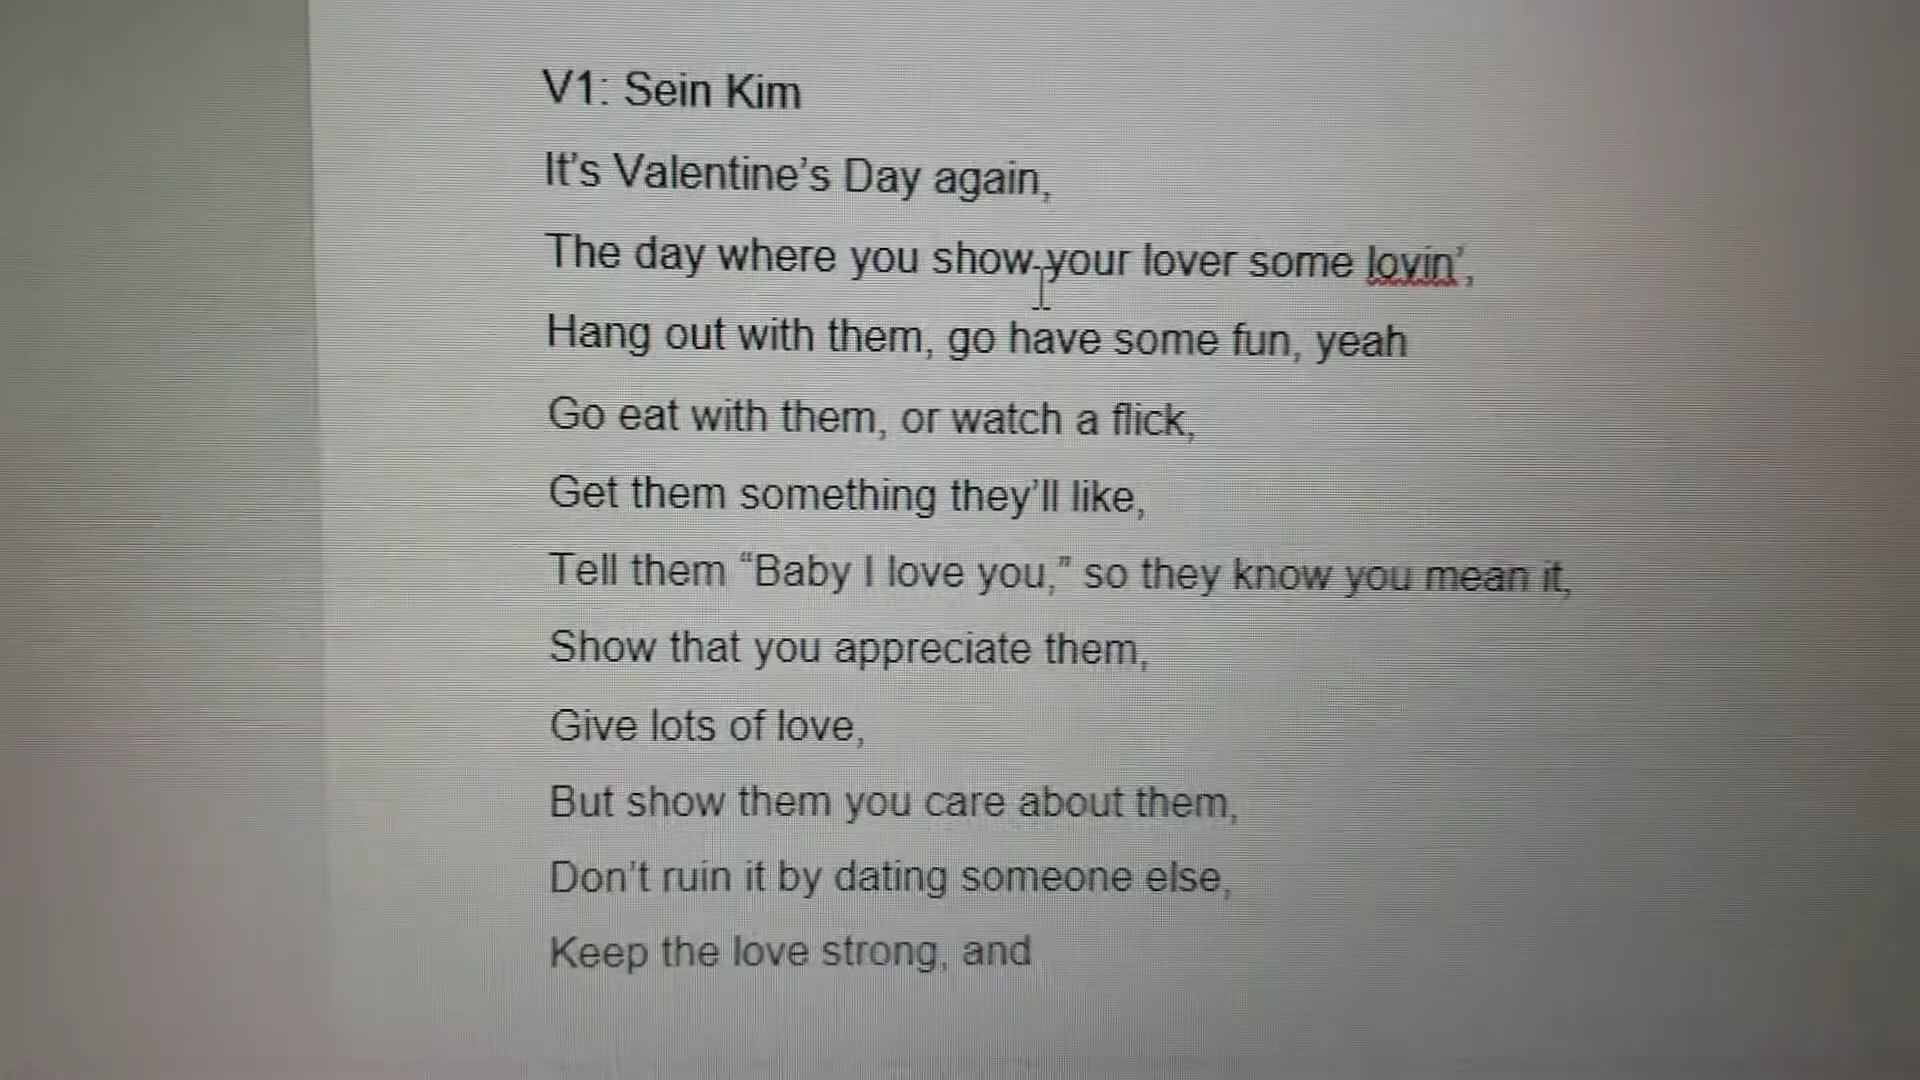 V1: Sein Kim
It's Valentine's Day again,
The day where you show your lover some lovin',
Hang out with them, go have some fun, yeah
Go eat with them, or watch a flick,
Get them something they'll like,
Tell them “Baby I love you,” so they know you mean it,
Show that you appreciate them,
Give lots of love,
But show them you care about them,
Don't ruin it by dating someone else,
Keep the love strong, and